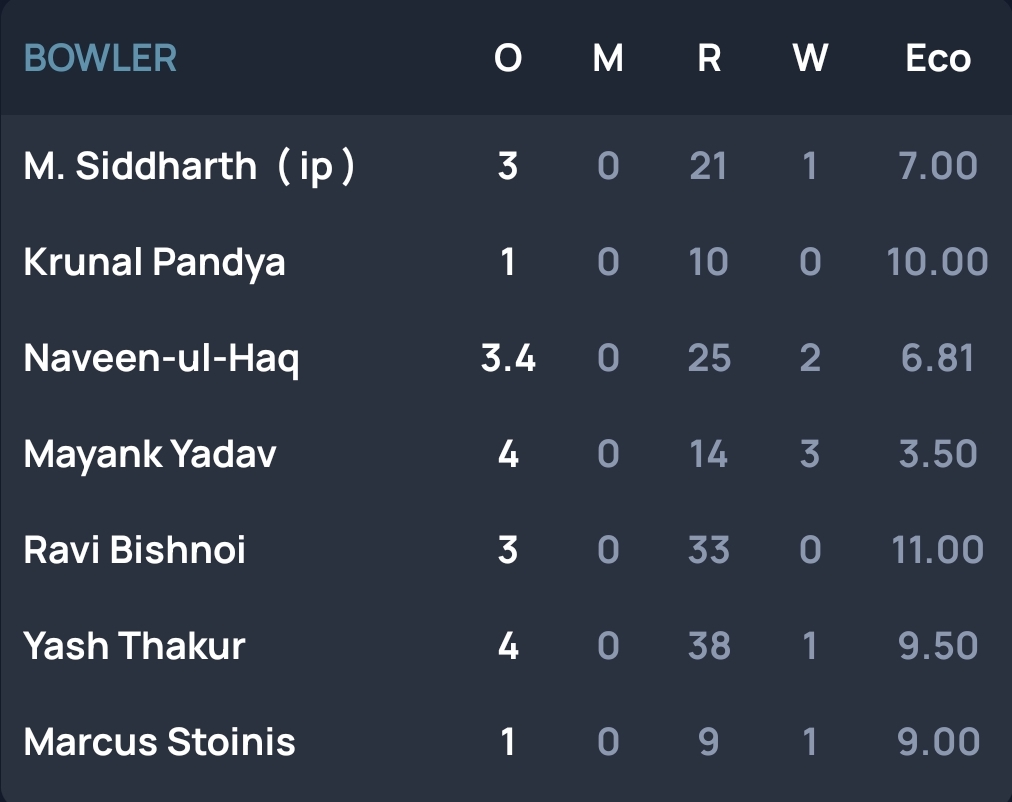 BOWLER O M R W Eco
M. Siddharth ( ip ) 3 0 21 1 7.00
Krunal Pandya 1 0 10 0 10.00
Naveen-ul-Haq 3.4 0 25 2 6.81
Mayank Yadav 4 0 14 3 3.50
Ravi Bishnoi 3 0 33 0 11.00
Yash Thakur 4 0 38 1 9.50
Marcus Stoinis 1 0 9 1 9.00